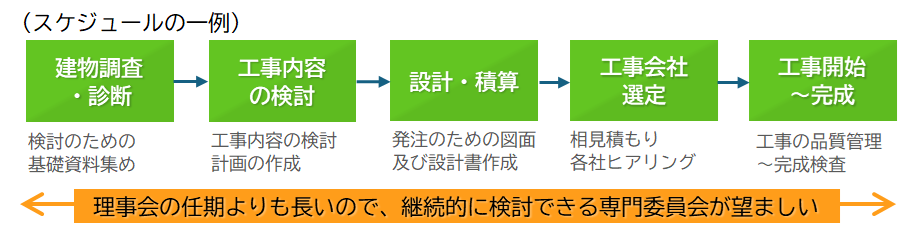 （スケジュールの一例）
建物調査
・診断
工事内容
の検討
設計・積算
工事会社
選定
工事開始
～完成
検討のための
基礎資料集め
工事内容の検討
計画の作成
発注のための図面
及び設計書作成
相見積もり
各社ヒアリング
工事の品質管理
～完成検査
理事会の任期よりも長いので、継続的に検討できる専門委員会が望ましい